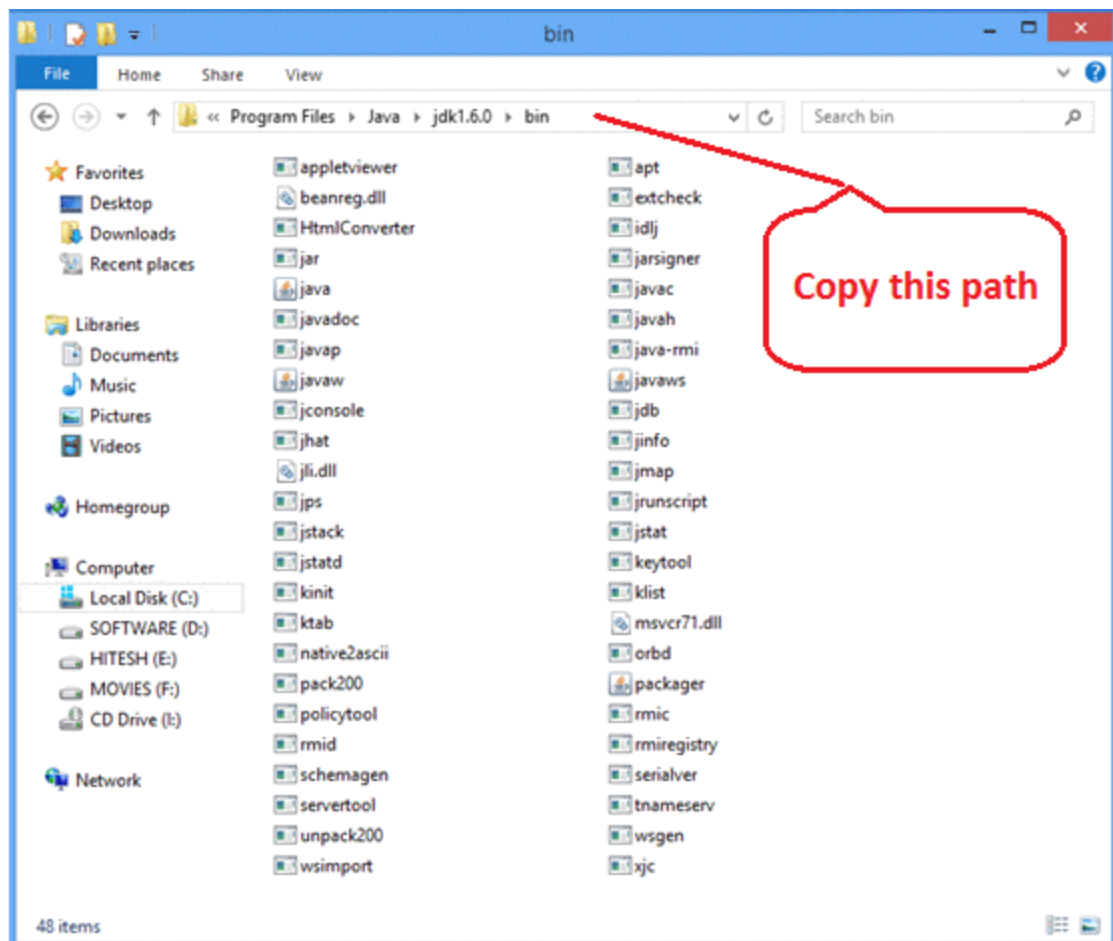 bin
File Home Share View
« Program Files Java jdk1.6.0 bin
Search bin
Favorites
Desktop
Downloads
Recent places
Libraries
Documents
Music
Pictures
Videos
Homegroup
Computer
Local Disk (C:)
SOFTWARE (D:)
HITESH (E:)
MOVIES (F:)
CD Drive (I:)
Network
appletviewer
beanreg.dll
HtmlConverter
jar
java
javadoc
javap
javaw
jconsole
jhat
jli.dll
jps
jstack
jstatd
kinit
ktab
native2ascii
pack200
policytool
rmid
schemagen
servertool
unpack200
wsimport
apt
extcheck
idlj
jarsigner
javac
javah
java-rmi
javaws
jdb
jinfo
jmap
jrunscript
jstat
keytool
klist
msvcr71.dll
orbd
packager
rmic
rmiregistry
serialver
tnameserv
wsgen
xjc
Copy this path
48 items